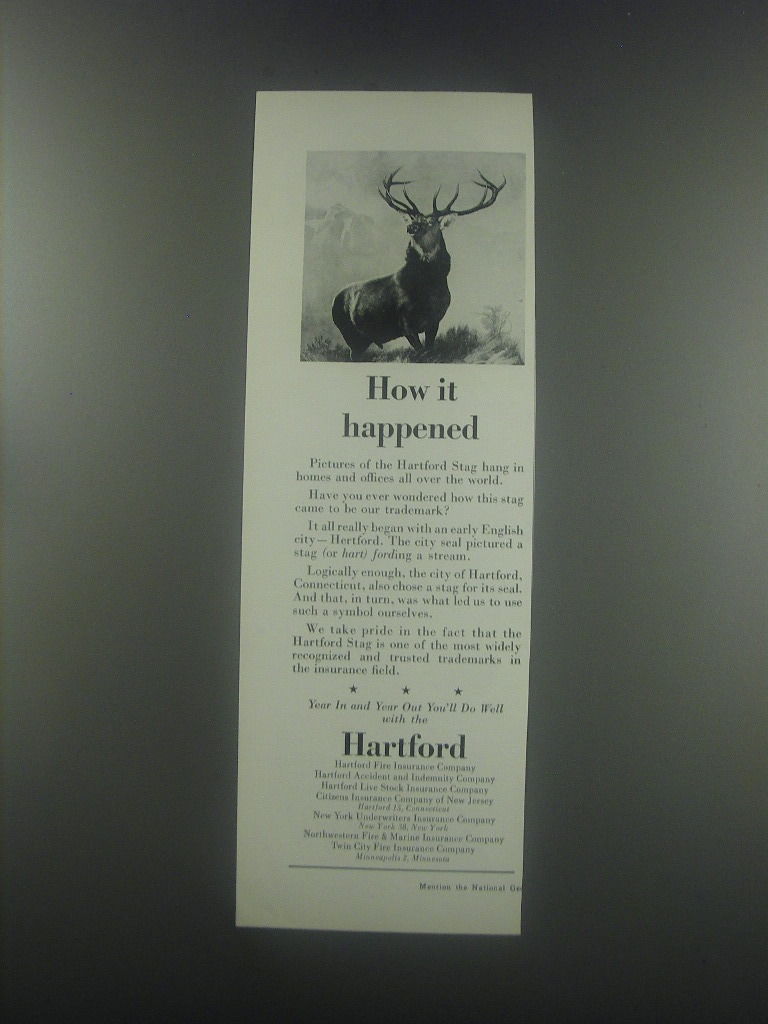 How it
happened
Pictures of the Hartford Stag hang in
homes and offices all over the world.
Have you ever wondered how this stag
came to be our trademark?
It all really began with an early English
city—Hertford. The city seal pictured a
stag (or hart) fording a stream.
Logically enough, the city of Hartford,
Connecticut, also chose a stag for its seal.
And that, in turn, was what led us to use
such a symbol ourselves.
We take pride in the fact that the
Hartford Stag is one of the most widely
recognized and trusted trademarks in
the insurance field.
★ ★ ★
Year In and Year Out You'll Do Well
with the
Hartford
Hartford Fire Insurance Company
Hartford Accident and Indemnity Company
Hartford Live Stock Insurance Company
Citizens Insurance Company of New Jersey
Hartford 15, Connecticut
New York Underwriters Insurance Company
New York 38, New York
Northwestern Fire & Marine Insurance Company
Twin City Fire Insurance Company
Minneapolis 2, Minnesota
Mention the National Ge